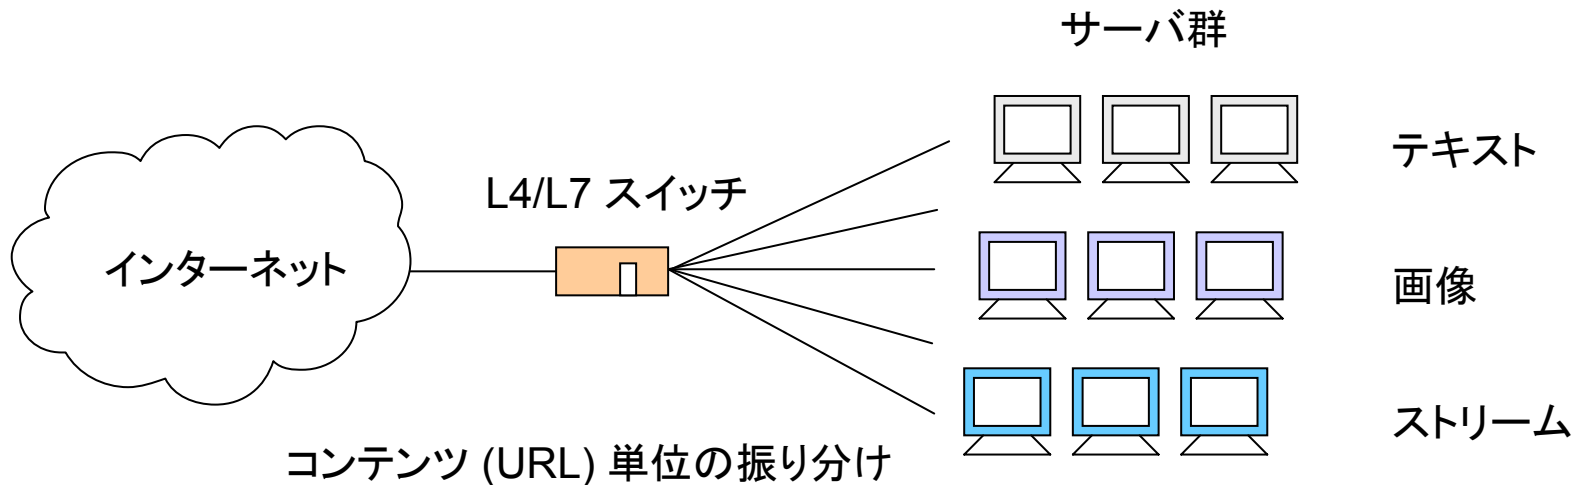 サーバ群
テキスト
L4/L7 スイッチ
インターネット
画像
ストリーム
コンテンツ (URL) 単位の振り分け